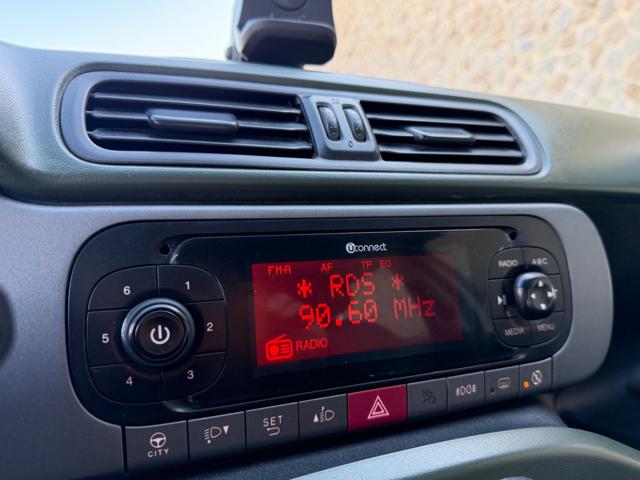 uconnect
FM-R AF TP EQ
* RDS *
90.60 MHz
RADIO
6 1
5 2
4 3
RADIO A-B-C
MEDIA MENU
CITY
SET